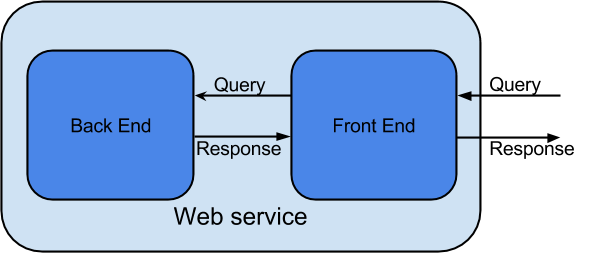 Query
Query
Back End
Front End
Response
Response
Web service